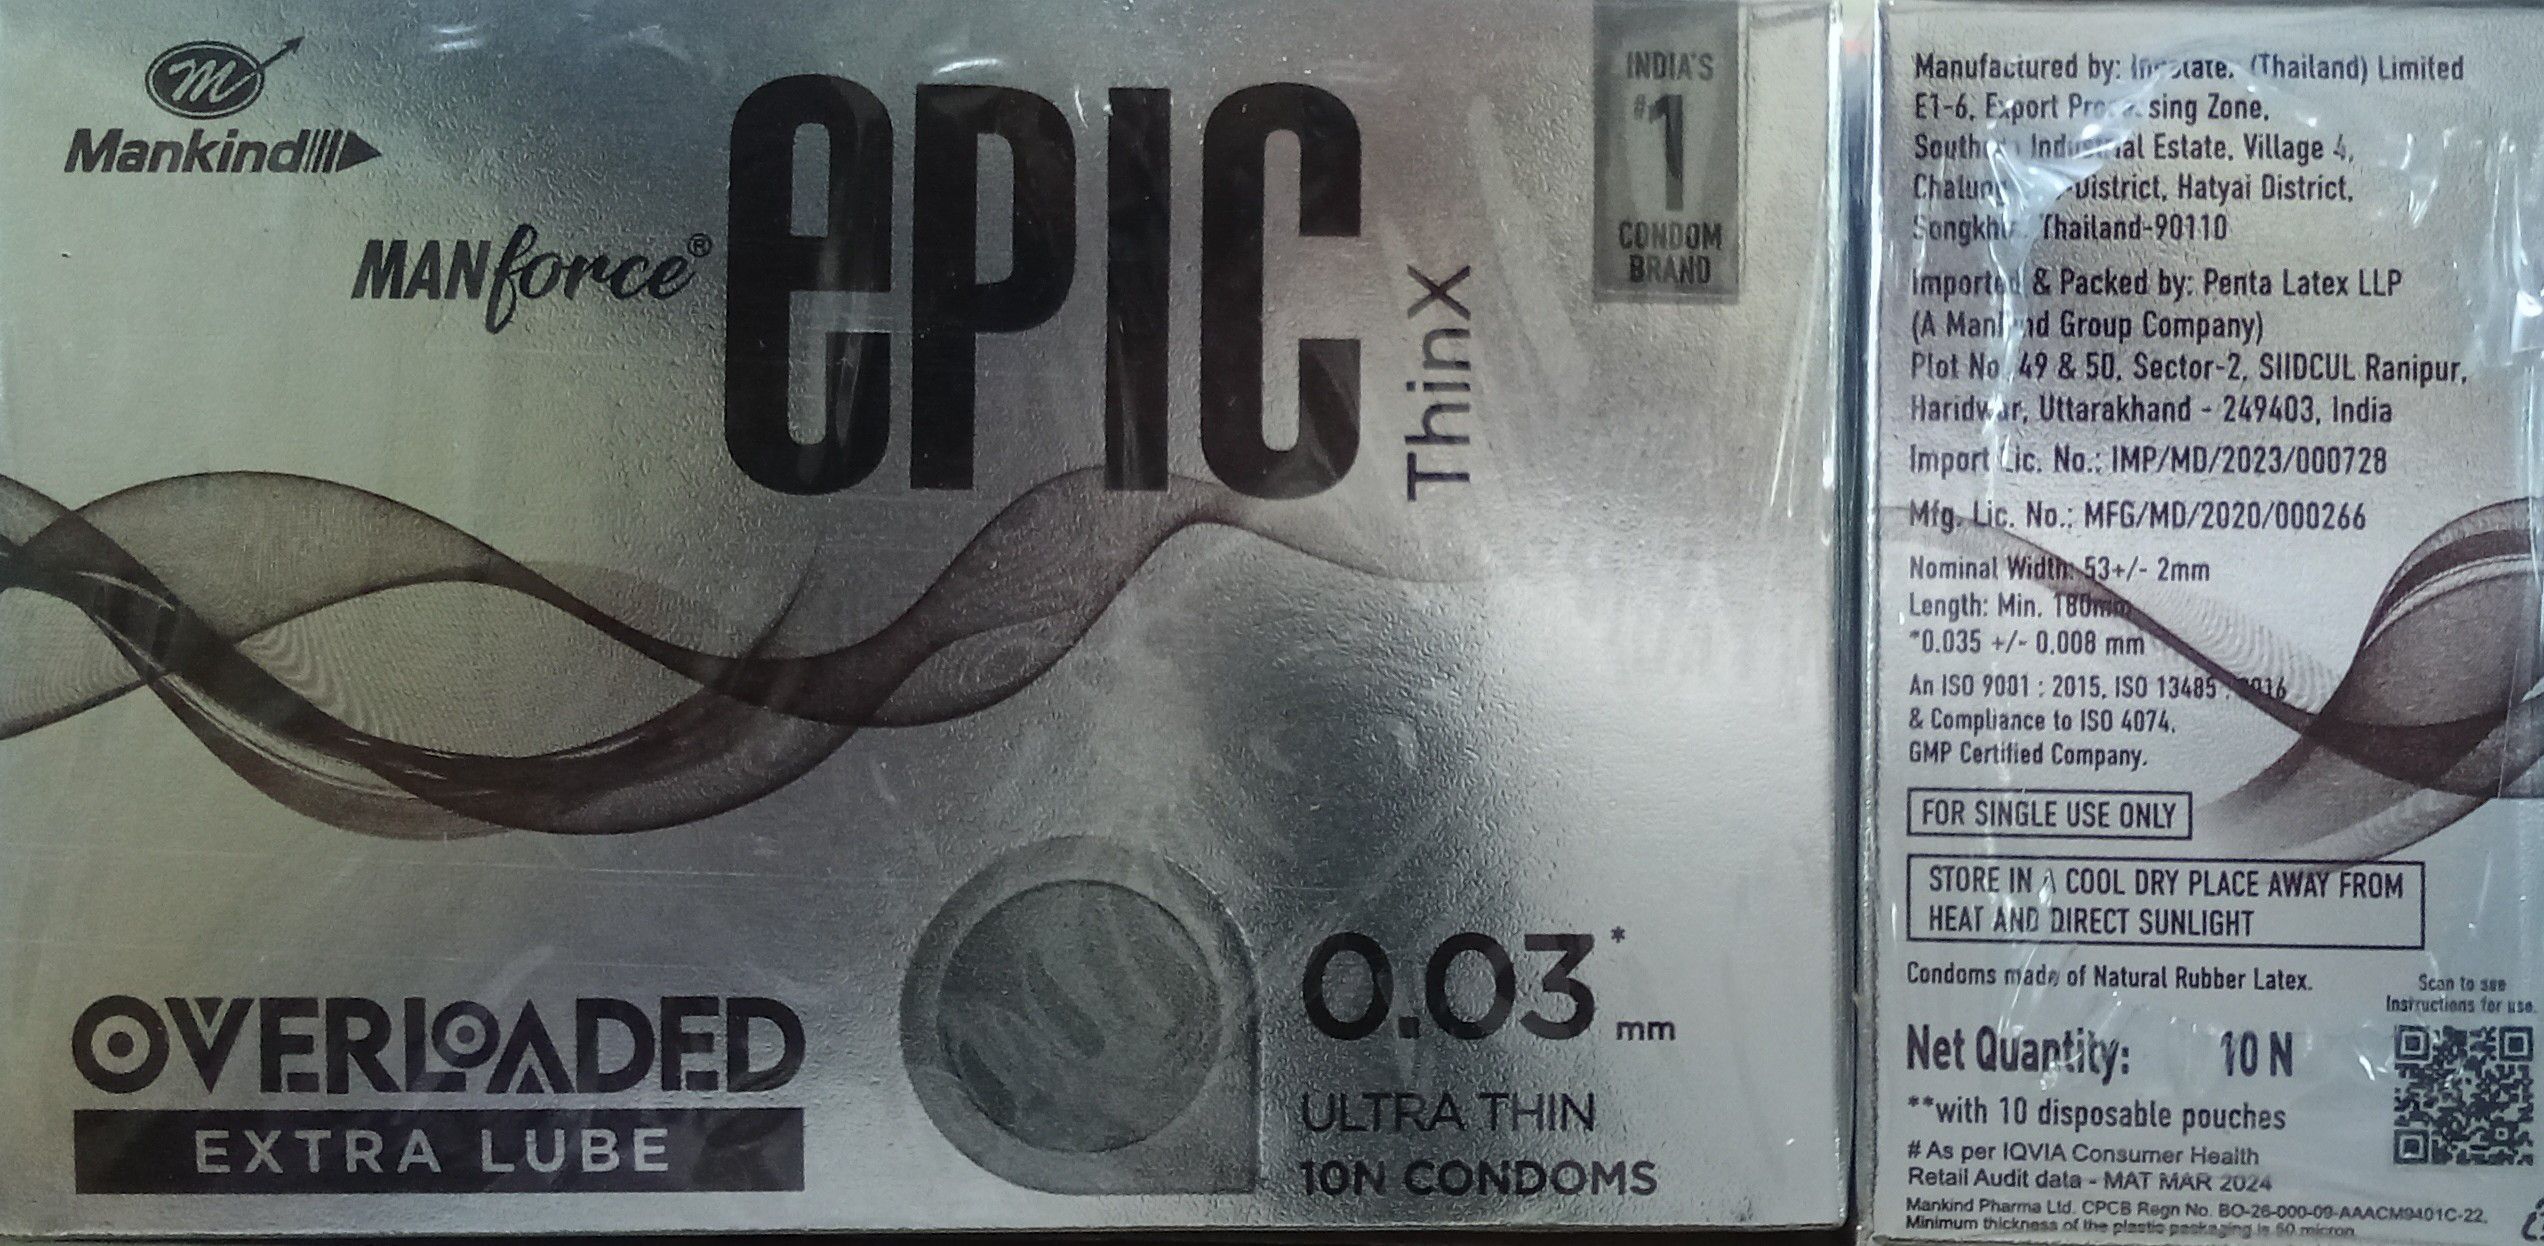 Mankind
MANforce®
ePIC
ThinX
INDIA'S
#1
CONDOM
BRAND
OVERLOADED
EXTRA LUBE
0.03*
mm
ULTRA THIN
10N CONDOMS
Manufactured by: (Thailand) Limited
E1-6, Export Zone,
Estate, Village 4,
Hatyai District,
Thailand-90110
Imported & Packed by: Penta Latex LLP
(A Mankind Group Company)
Plot No. 49 & 50, Sector-2, SIIDCUL Ranipur,
Haridwar, Uttarakhand - 249403, India
Import Lic. No.: IMP/MD/2023/000728
Mfg. Lic. No.: MFG/MD/2020/000266
Nominal Width: 53+/- 2mm
Length: Min. 180mm
*0.035 +/- 0.008 mm
An ISO 9001 : 2015, ISO 13485 : 2016
& Compliance to ISO 4074.
GMP Certified Company.
FOR SINGLE USE ONLY
STORE IN A COOL DRY PLACE AWAY FROM
HEAT AND DIRECT SUNLIGHT
Condoms made of Natural Rubber Latex.
Scan to see
Instructions for use
Net Quantity: 10 N
**with 10 disposable pouches
# As per IQVIA Consumer Health
Retail Audit data - MAT MAR 2024
Mankind Pharma Ltd. CPCB Regn No. BO-26-000-09-AAACM9401C-22,
Minimum thickness of the plastic packaging is 50 micron